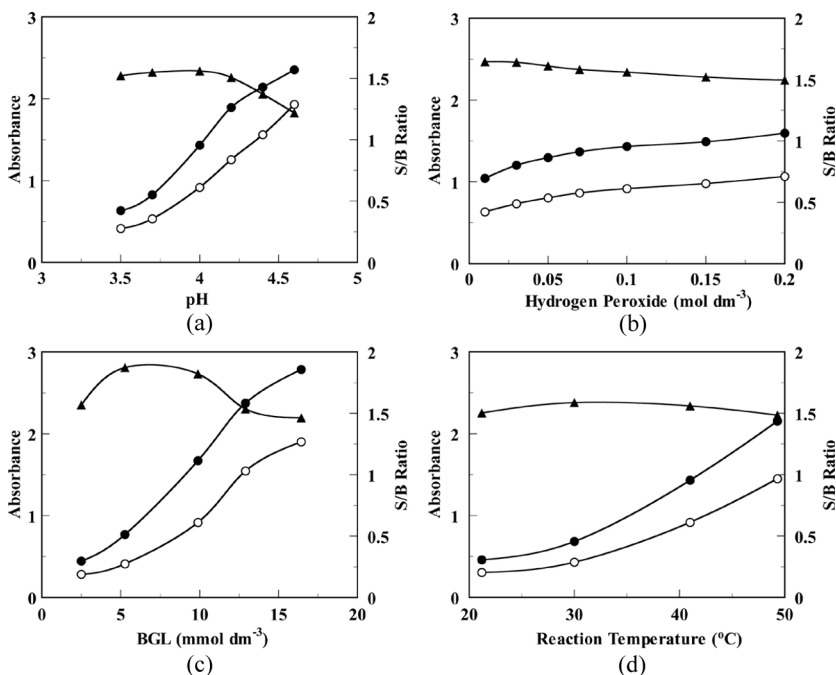 3
2
1
0
Absorbance
2
1.5
1
0.5
0
S/B Ratio
3 3.5 4 4.5 5
pH
(a)
3
2
1
0
Absorbance
2
1.5
1
0.5
0
S/B Ratio
0 0.05 0.1 0.15 0.2
Hydrogen Peroxide (mol dm⁻³)
(b)
3
2
1
0
Absorbance
2
1.5
1
0.5
0
S/B Ratio
0 5 10 15 20
BGL (mmol dm⁻³)
(c)
3
2
1
0
Absorbance
2
1.5
1
0.5
0
S/B Ratio
20 30 40 50
Reaction Temperature (ºC)
(d)